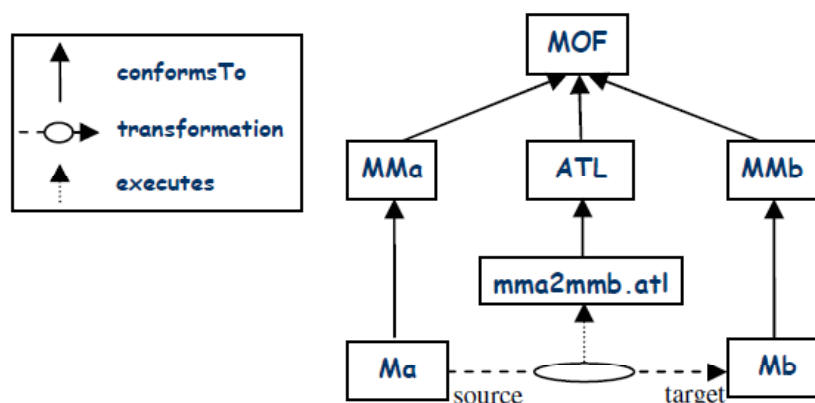 conformsTo
transformation
executes
MOF
MMa
ATL
MMb
mma2mmb.atl
Ma
source
target
Mb